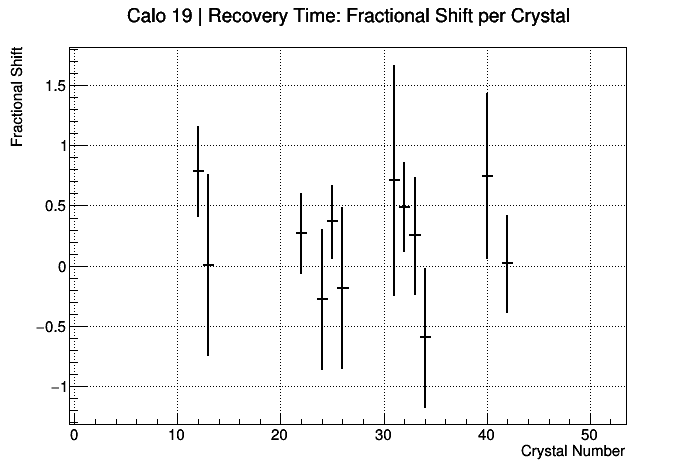 Calo 19 | Recovery Time: Fractional Shift per Crystal
Fractional Shift
1.5
1
0.5
0
−0.5
−1
0 10 20 30 40 50
Crystal Number